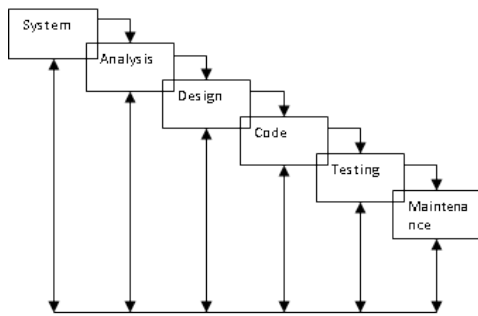 System
Analysis
Design
Code
Testing
Maintena
nce